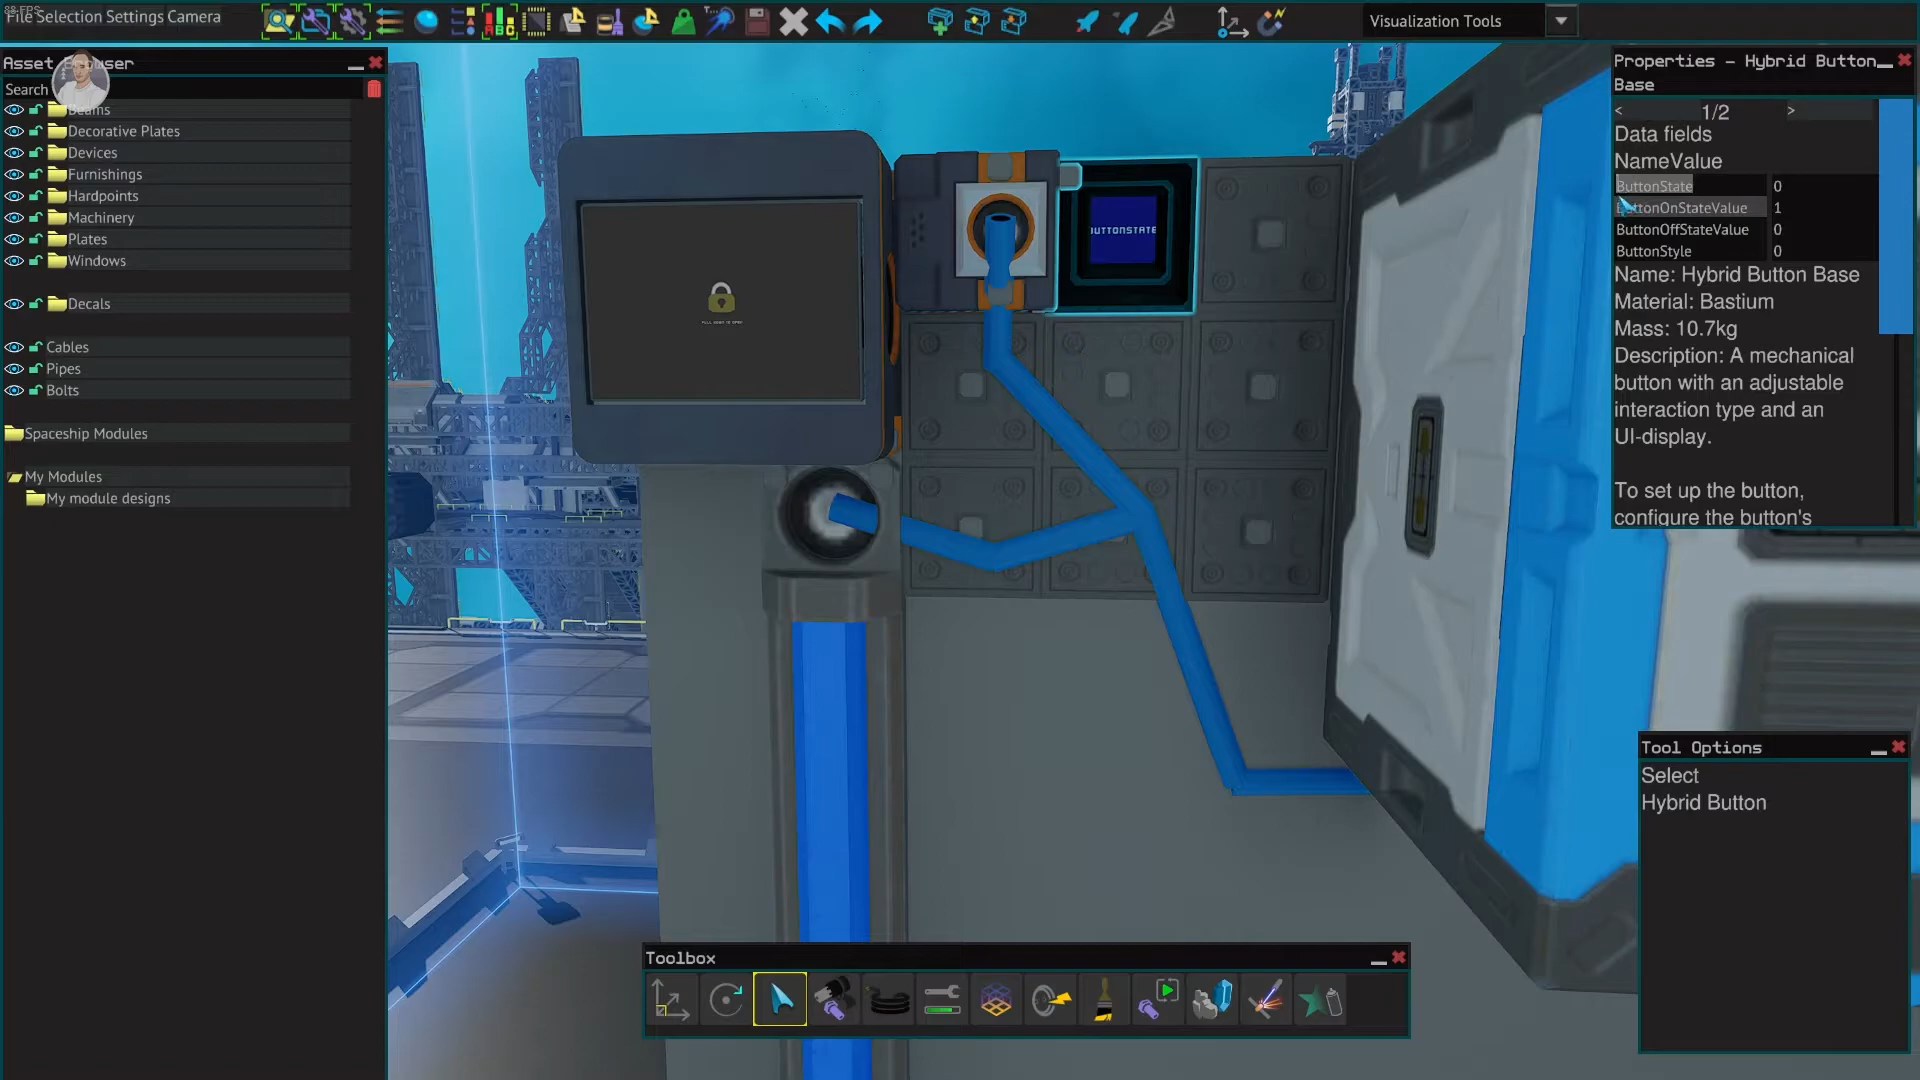 File Selection Settings Camera
Visualization Tools
Search
Beams
Decorative Plates
Devices
Furnishings
Hardpoints
Machinery
Plates
Windows
Decals
Cables
Pipes
Bolts
Spaceship Modules
My Modules
My module designs
ABC
BUTTONSTATE
Properties - Hybrid Button
Base
< 1/2 >
Data fields
NameValue
ButtonState 0
ButtonOnStateValue 1
ButtonOffStateValue 0
ButtonStyle 0
Name: Hybrid Button Base
Material: Bastium
Mass: 10.7kg
Description: A mechanical
button with an adjustable
interaction type and an
UI-display.
To set up the button,
configure the button's
Tool Options
Select
Hybrid Button
Toolbox